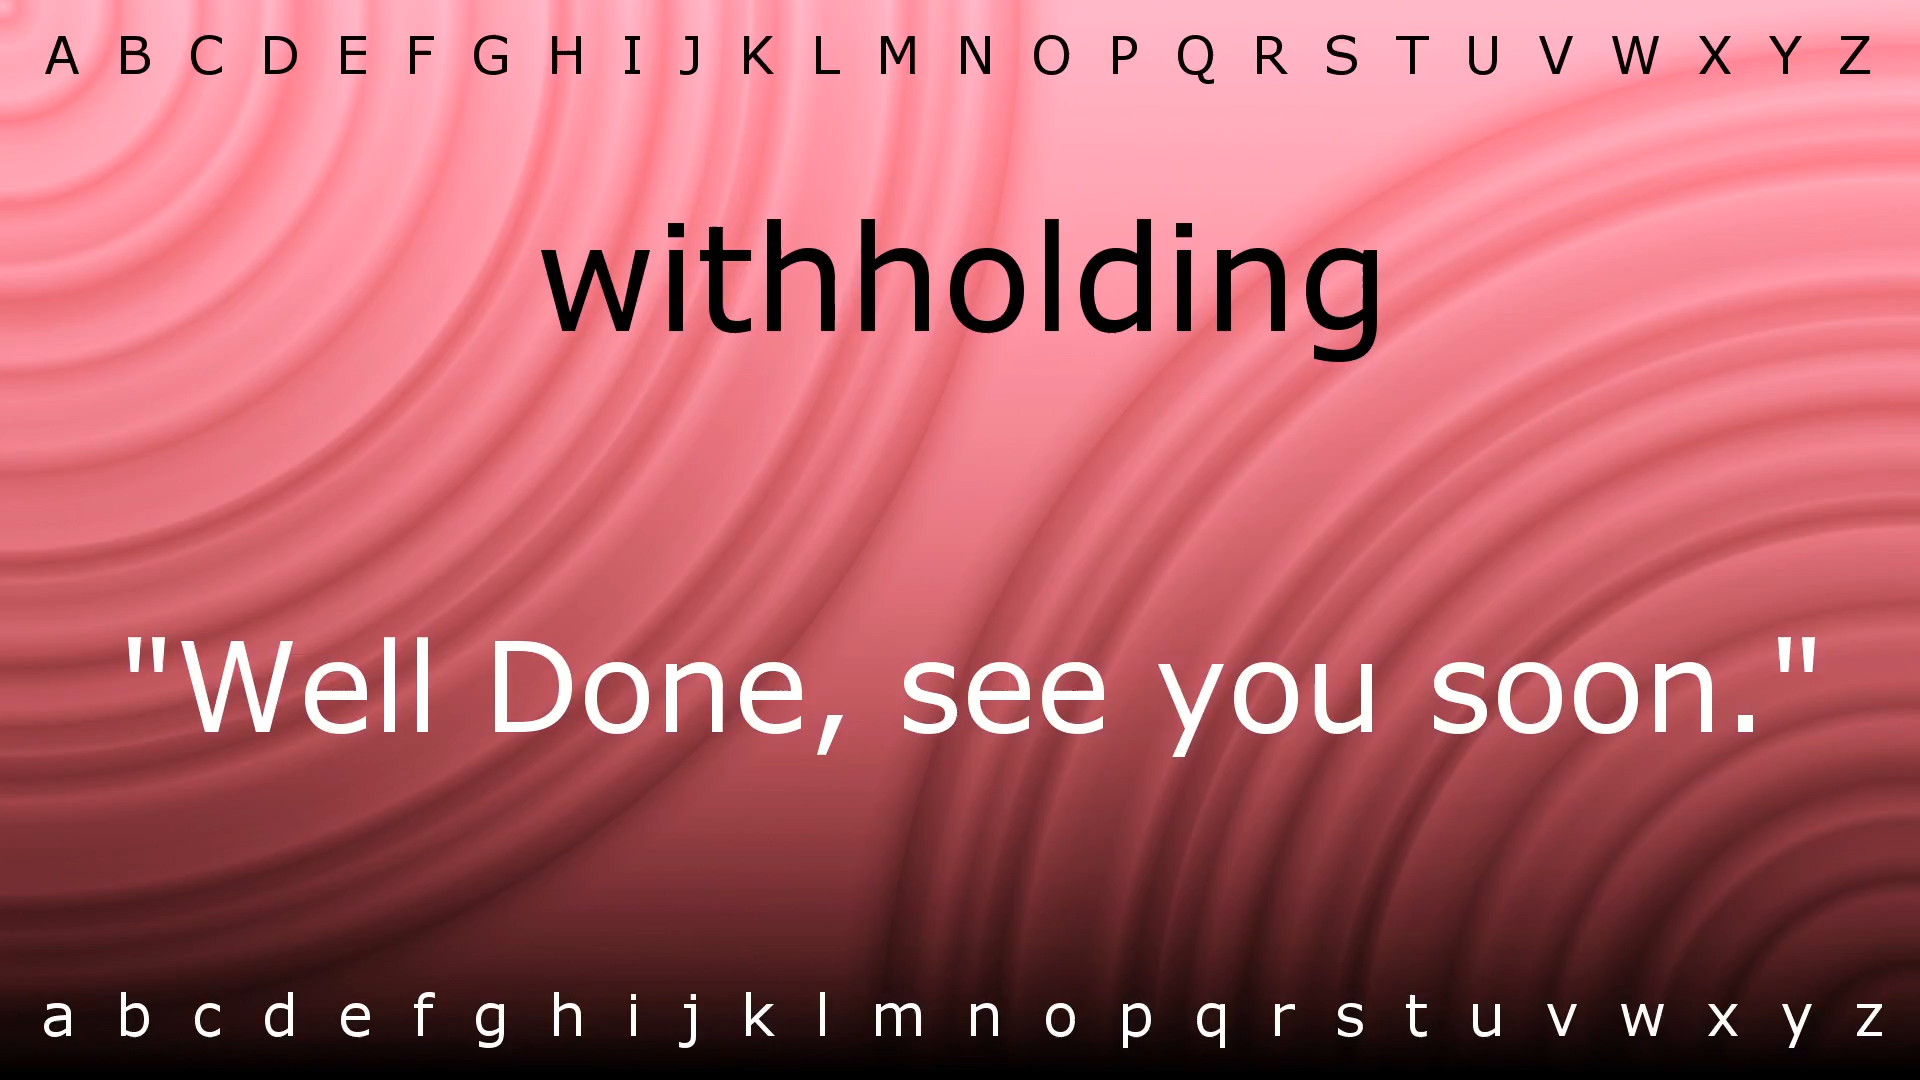 A B C D E F G H I J K L M N O P Q R S T U V W X Y Z
withholding
"Well Done, see you soon."
a b c d e f g h i j k l m n o p q r s t u v w x y z